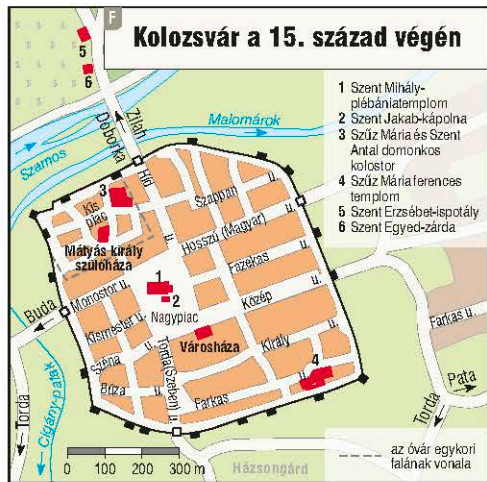 F
Kolozsvár a 15. század végén
1 Szent Mihály-
plébániatemplom
2 Szent Jakab-kápolna
3 Szűz Mária és Szent
Antal domonkos
kolostor
4 Szűz Mária ferences
templom
5 Szent Erzsébet-ispotály
6 Szent Egyed-zárda
5
6
Szamos
Doborka
Zilah
Malomárok
Híd
u.
3
Kis
piac
Szappan
u.
Mátyás király
szülőháza
Hosszú (Magyar)
u.
1
2
Nagypiac
Fazekas
u.
Közép
u.
Buda
Monostor u.
Kismester u.
Városháza
Király
u.
Széna
u.
Torda(Szeben) u.
4
Búza
u.
Farkas
u.
Farkas u.
Pata
Torda
Torda
Cigány-patak
0 100 300 m
Házsongárd
az óvár egykori
falának vonala